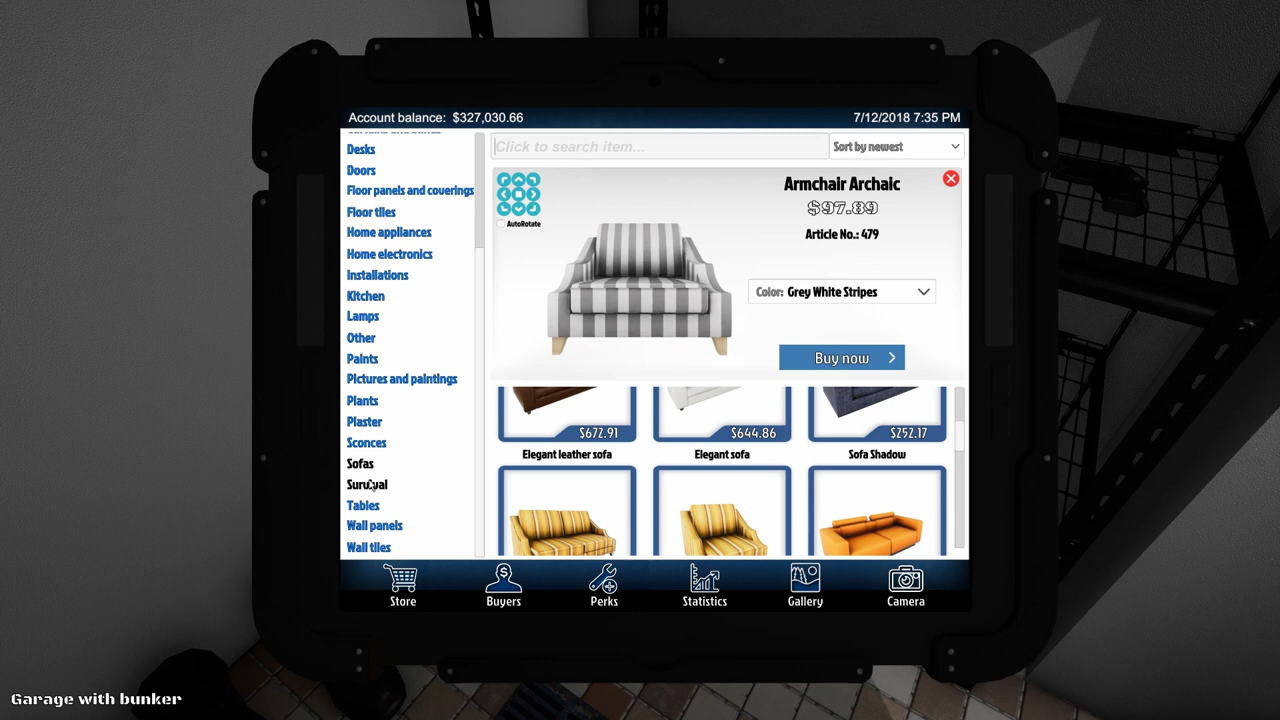 Account balance: $327,030.66
7/12/2018 7:35 PM
Desks
Doors
Floor panels and coverings
Floor tiles
Home appliances
Home electronics
Installations
Kitchen
Lamps
Other
Paints
Pictures and paintings
Plants
Plaster
Sconces
Sofas
Survival
Tables
Wall panels
Wall tiles
Click to search item...
Sort by newest
AutoRotate
Armchair Archaic
$97.89
Article No.: 479
Color: Grey White Stripes
Buy now
$672.91
$644.86
$252.17
Elegant leather sofa
Elegant sofa
Sofa Shadow
Store
Buyers
Perks
Statistics
Gallery
Camera
Garage with bunker